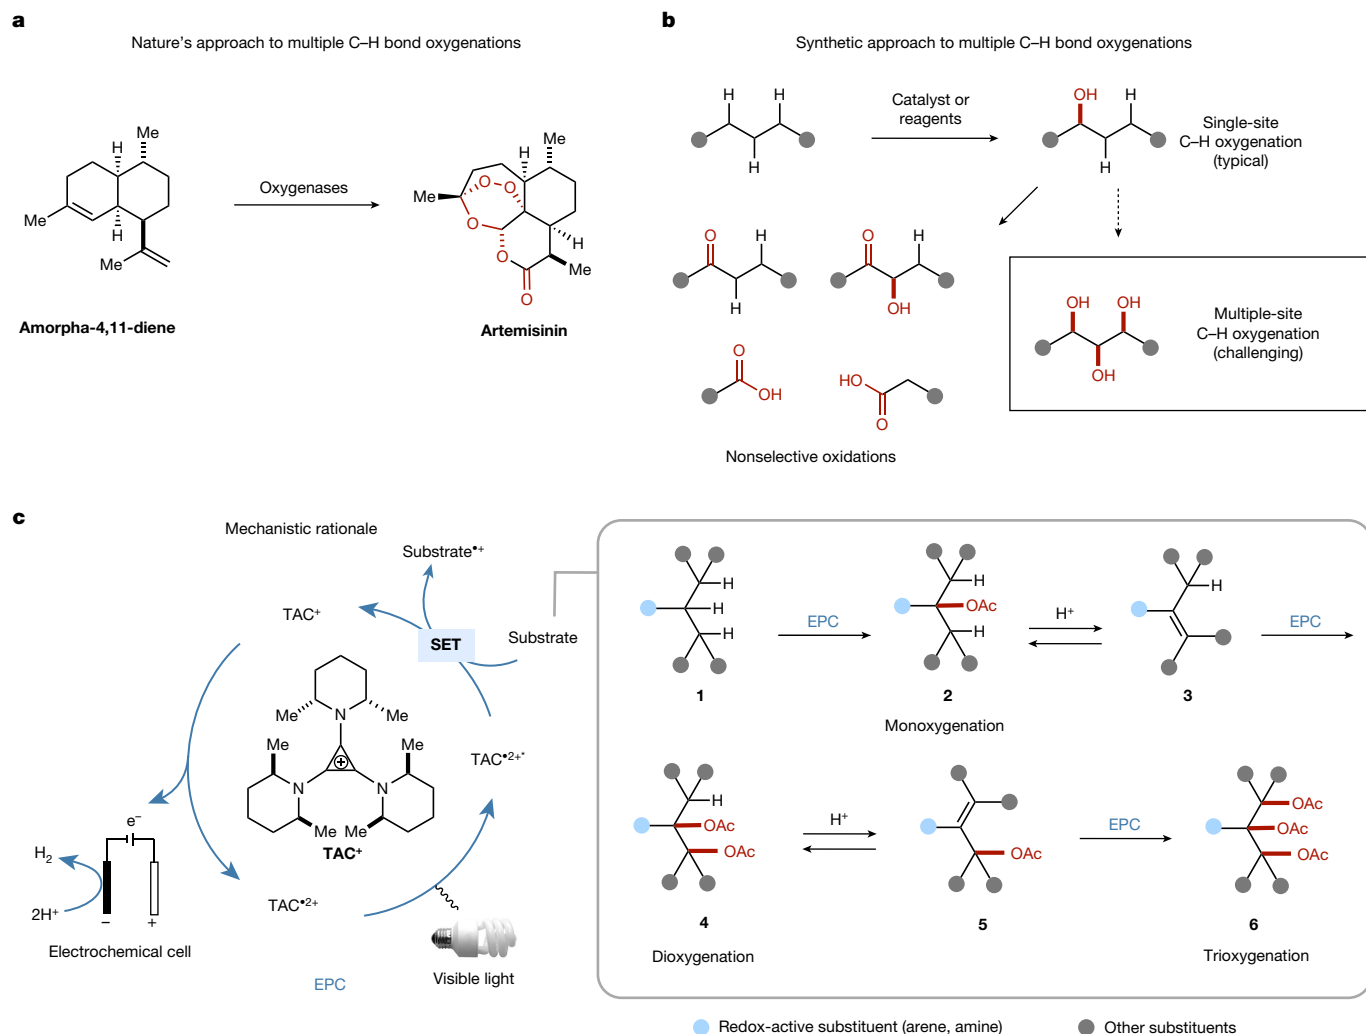 a
Nature's approach to multiple C–H bond oxygenations
Me
H
Me
H
Me
Amorpha-4,11-diene
Oxygenases
Me
H
Me
O
O
O
O
H
Me
O
Artemisinin
b
Synthetic approach to multiple C–H bond oxygenations
H
H
H
Catalyst or
reagents
OH
H
H
Single-site
C–H oxygenation
(typical)
O
H
H
O
H
OH
O
OH
HO
O
Nonselective oxidations
OH
OH
OH
Multiple-site
C–H oxygenation
(challenging)
c
Mechanistic rationale
Substrate•+
TAC+
SET
Substrate
Me
N
Me
Me
Me
N
N
Me
Me
TAC+
TAC•2+*
e−
H2
2H+
−
+
Electrochemical cell
TAC•2+
EPC
Visible light
H
H
H
1
EPC
OAc
H
H
2
Monoxygenation
H+
H
3
EPC
H
OAc
OAc
4
Dioxygenation
H+
OAc
5
EPC
OAc
OAc
OAc
6
Trioxygenation
Redox-active substituent (arene, amine)
Other substituents